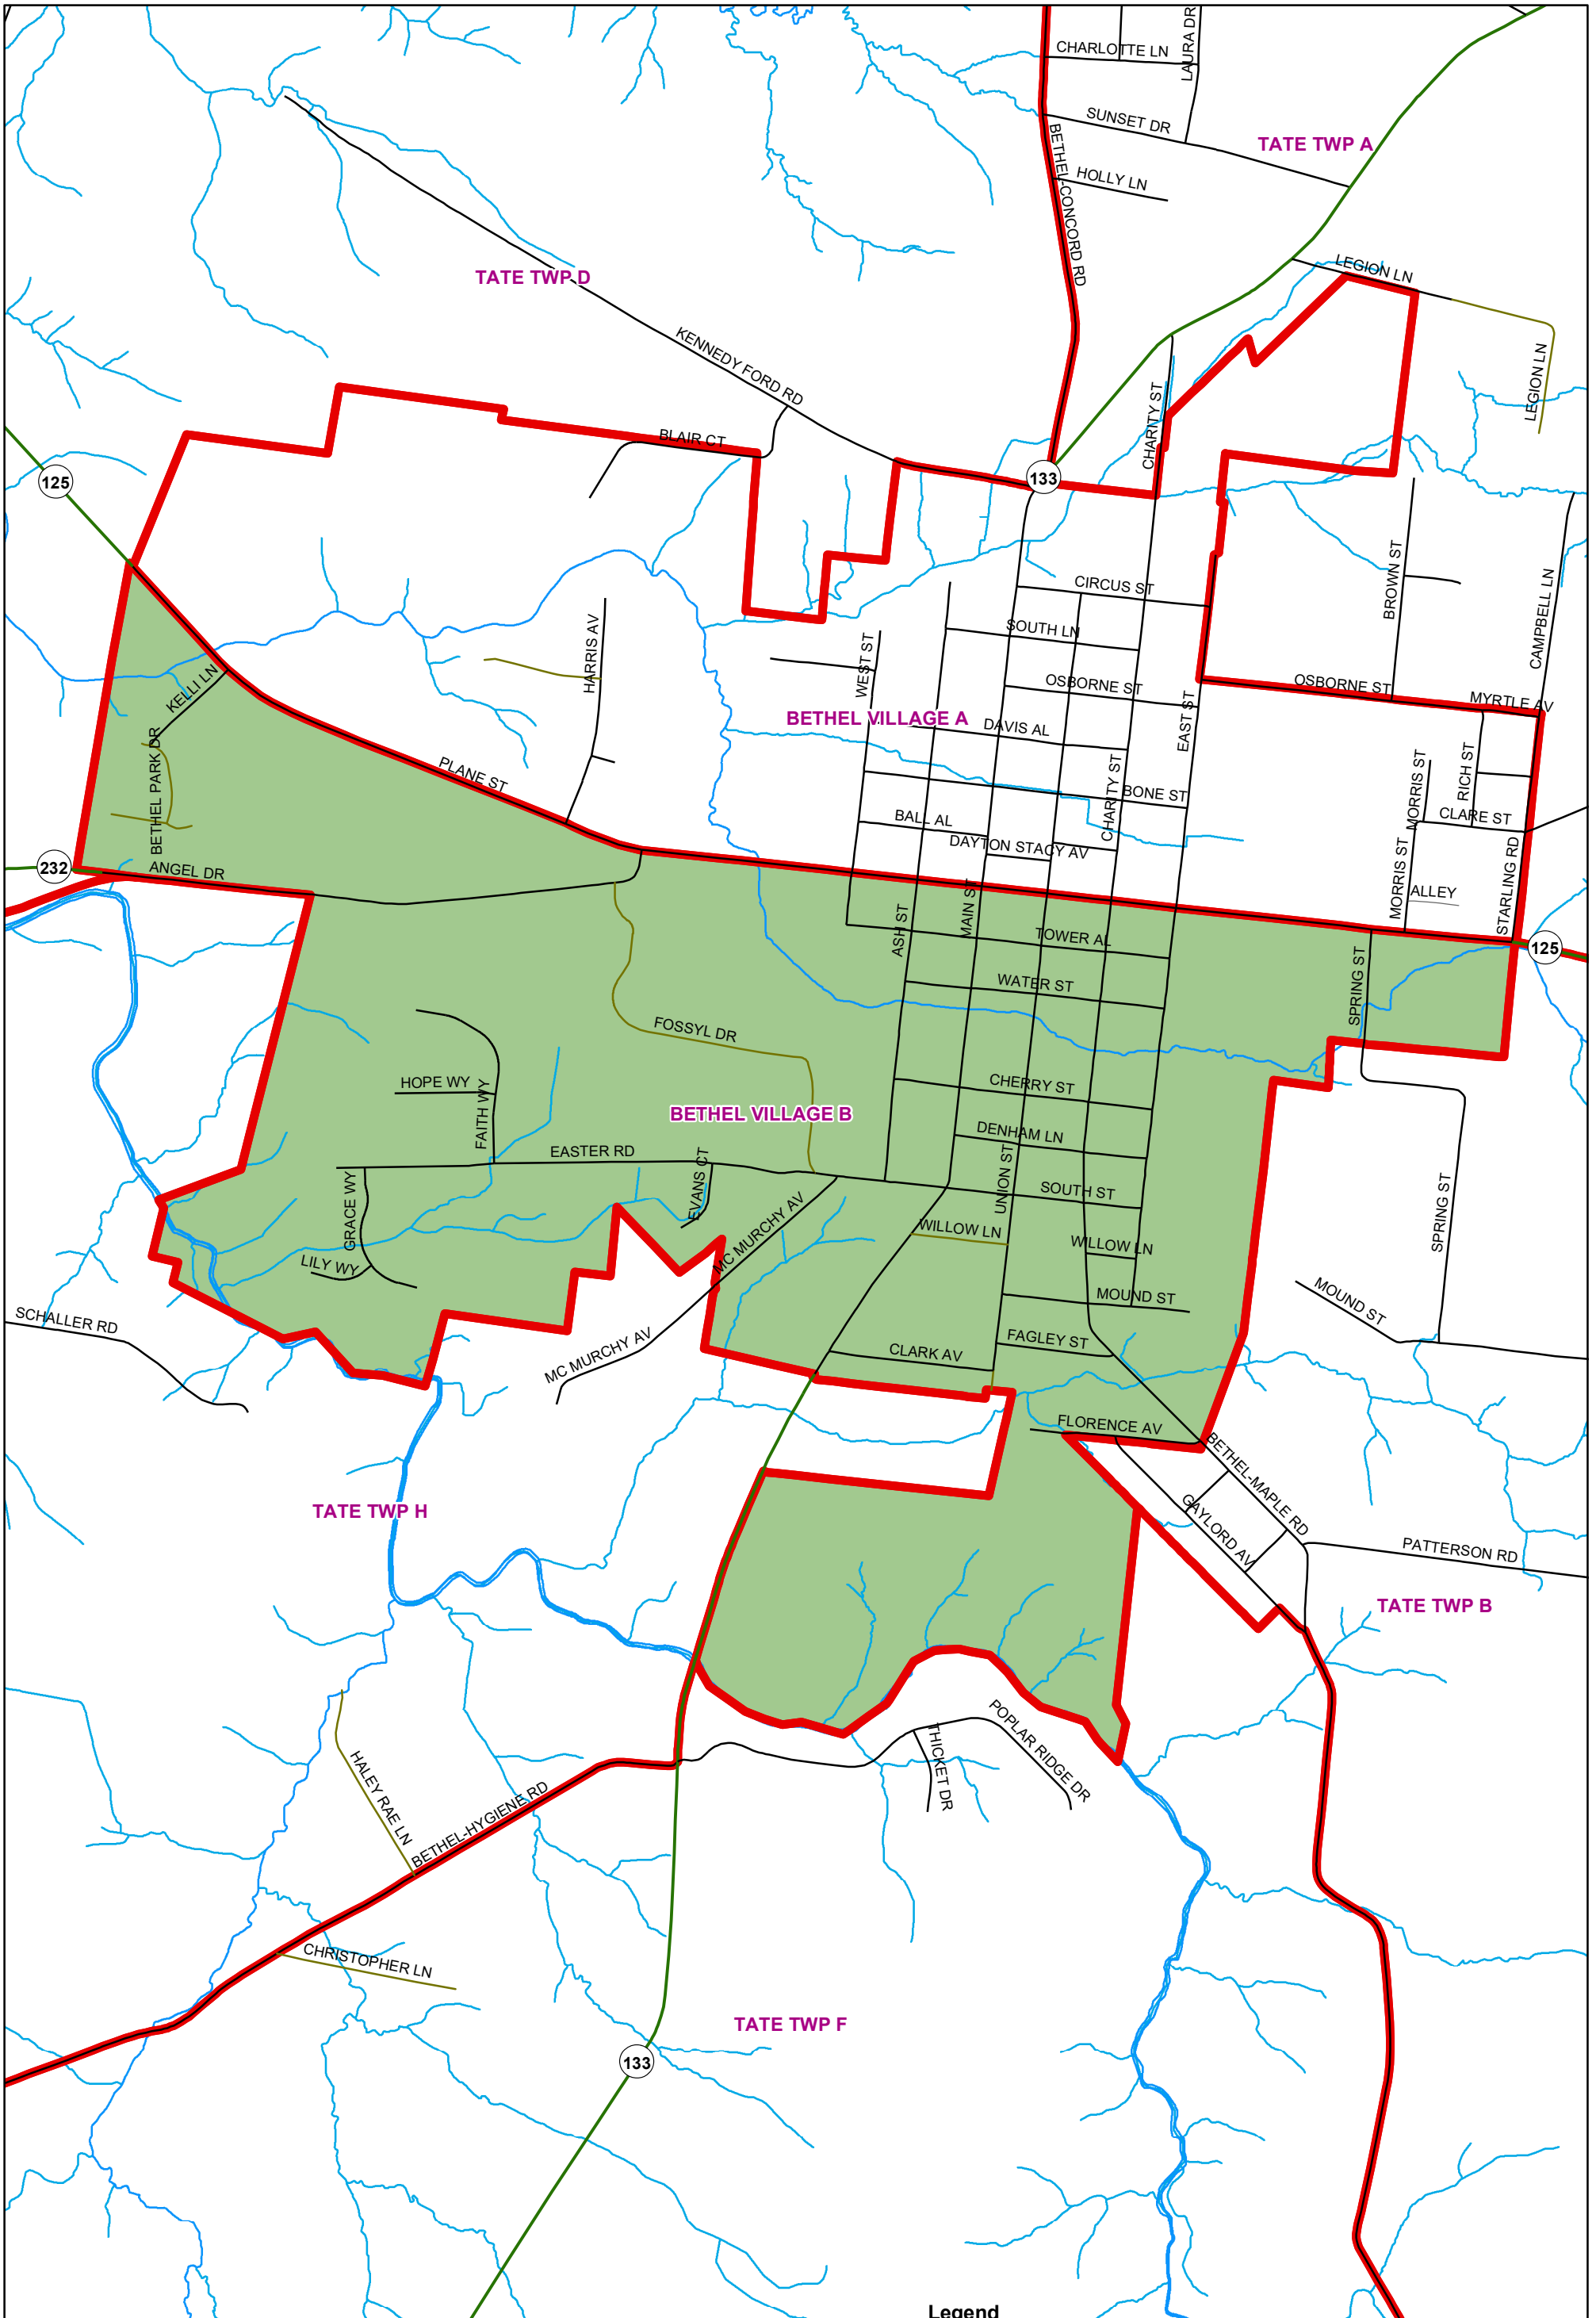 CHARLOTTE LN
LAURA DR
SUNSET DR
TATE TWP A
BETHEL-CONCORD RD
HOLLY LN
LEGION LN
TATE TWP D
KENNEDY FORD RD
LEGION LN
CHARITY ST
BLAIR CT
125
133
CIRCUS ST
BROWN ST
CAMPBELL LN
HARRIS AV
SOUTH LN
WEST ST
KELLI LN
OSBORNE ST
OSBORNE ST
MYRTLE AV
BETHEL VILLAGE A
DAVIS AL
EAST ST
BETHEL PARK DR
PLANE ST
MORRIS ST
RICH ST
BONE ST
CHARITY ST
BALL AL
CLARE ST
DAYTON STACY AV
232
ANGEL DR
MORRIS ST
ALLEY
STARLING RD
ASH ST
MAIN ST
TOWER AL
125
WATER ST
SPRING ST
FOSSYL DR
HOPE WY
FAITH WY
CHERRY ST
BETHEL VILLAGE B
DENHAM LN
EASTER RD
EVANS CT
UNION ST
SOUTH ST
GRACE WY
MC MURCHY AV
WILLOW LN
WILLOW LN
SPRING ST
LILY WY
MOUND ST
MOUND ST
SCHALLER RD
FAGLEY ST
MC MURCHY AV
CLARK AV
FLORENCE AV
BETHEL-MAPLE RD
TATE TWP H
GAYLORD AV
PATTERSON RD
TATE TWP B
POPLAR RIDGE DR
THICKET DR
HALEY RAE LN
BETHEL-HYGIENE RD
CHRISTOPHER LN
TATE TWP F
133
Legend